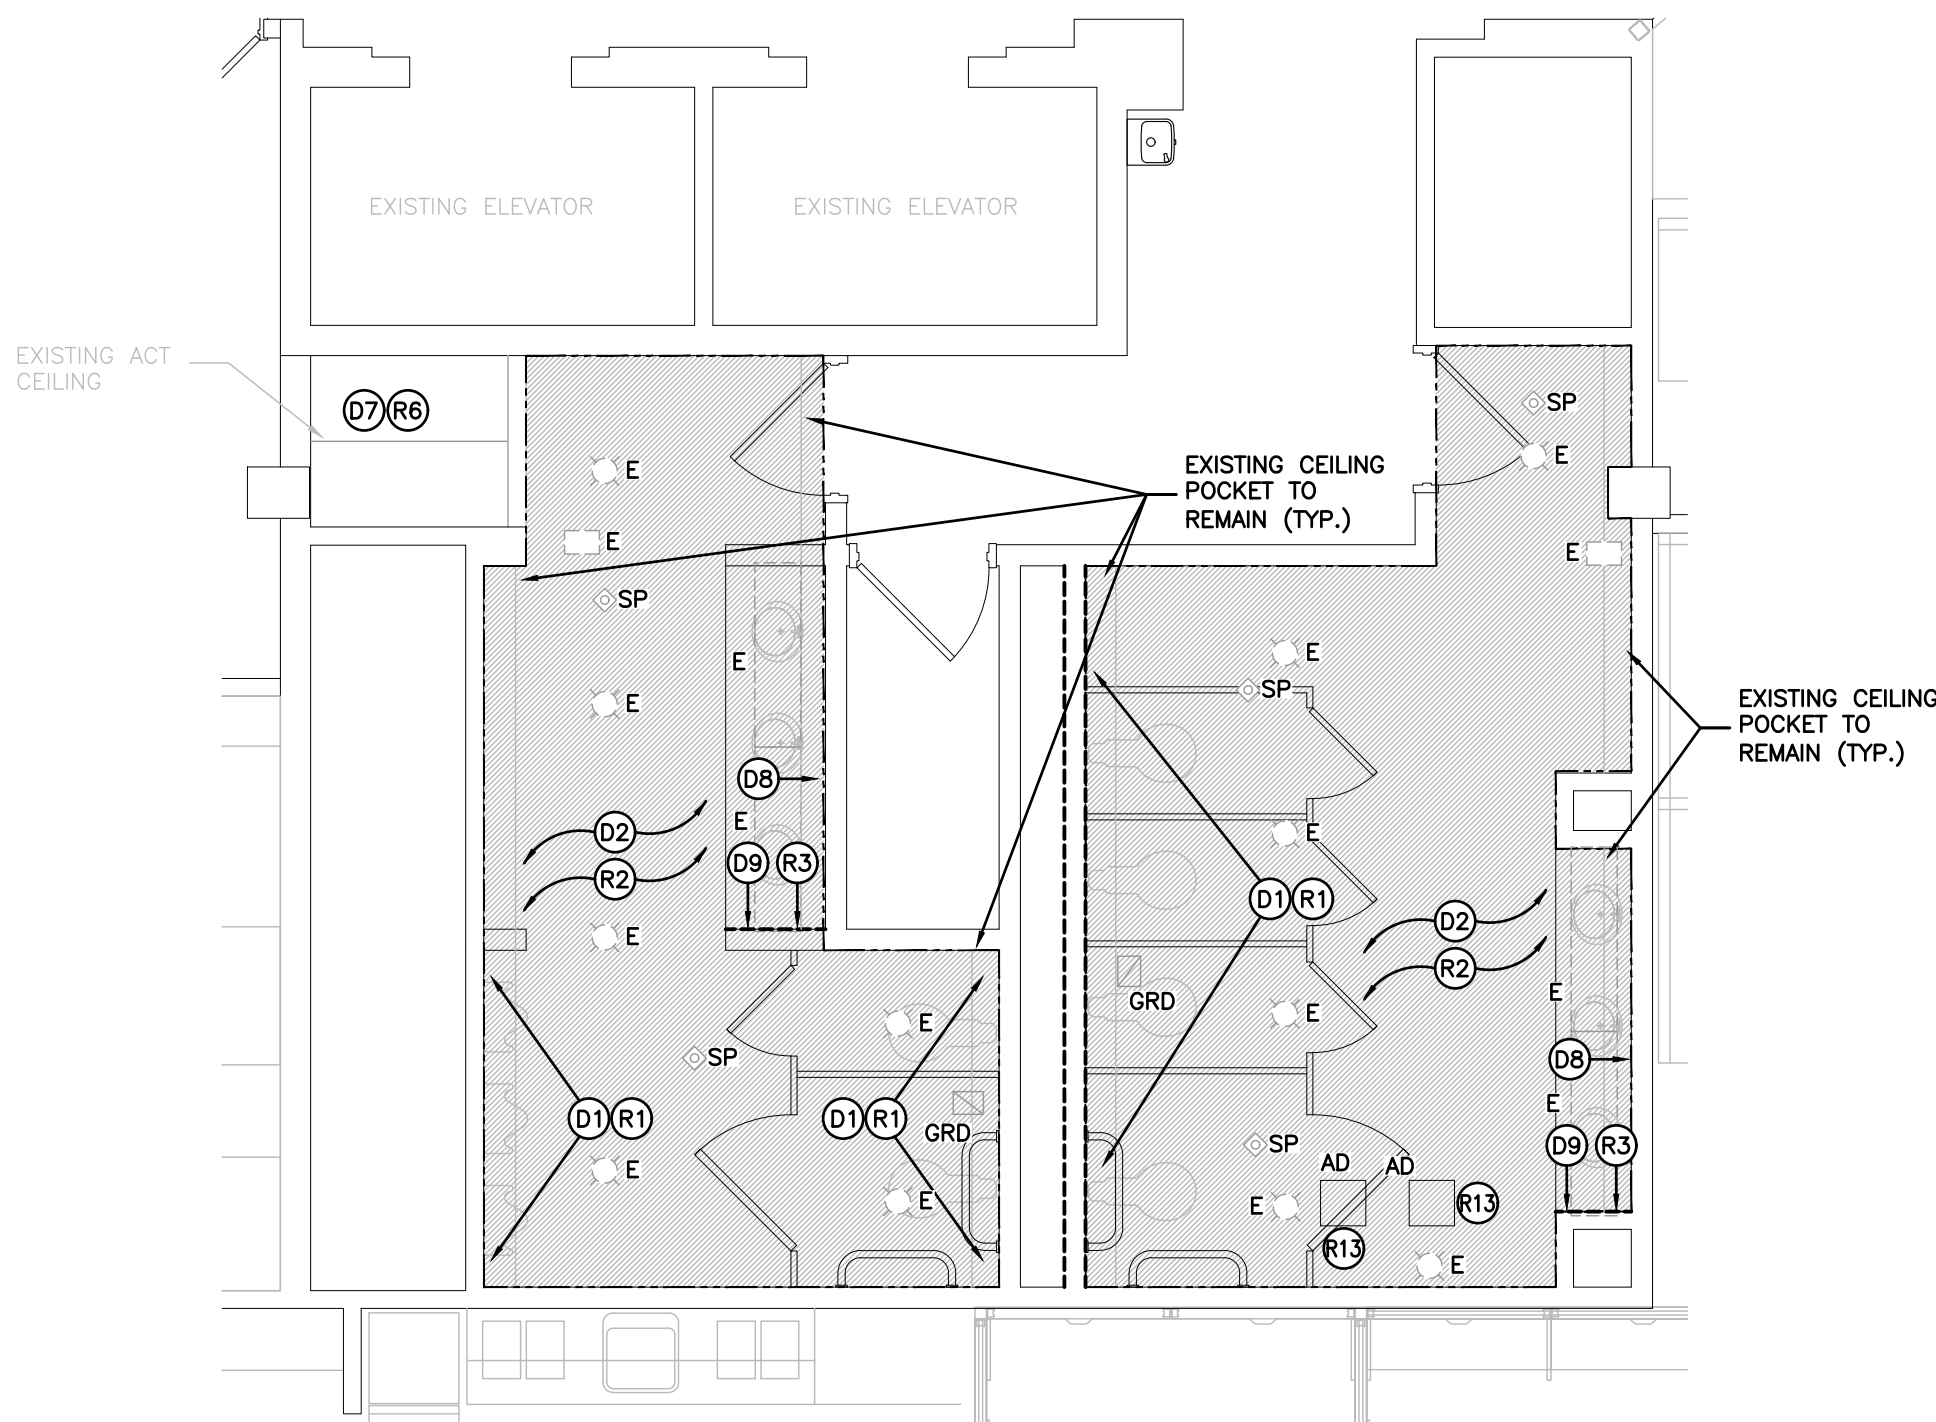 EXISTING ELEVATOR
EXISTING ELEVATOR
EXISTING ACT
CEILING
D7 R6
SP
E
E
EXISTING CEILING
POCKET TO
REMAIN (TYP.)
E
E
SP
E
E
SP
E
EXISTING CEILING
POCKET TO
REMAIN (TYP.)
E
D8
E
D2
E
D9
R3
R2
D1 R1
D2
E
R2
E
GRD
E
E
SP
D8
E
D1 R1
D1 R1
GRD
SP
D9
R3
AD
AD
E
E
E
R13
R13
E